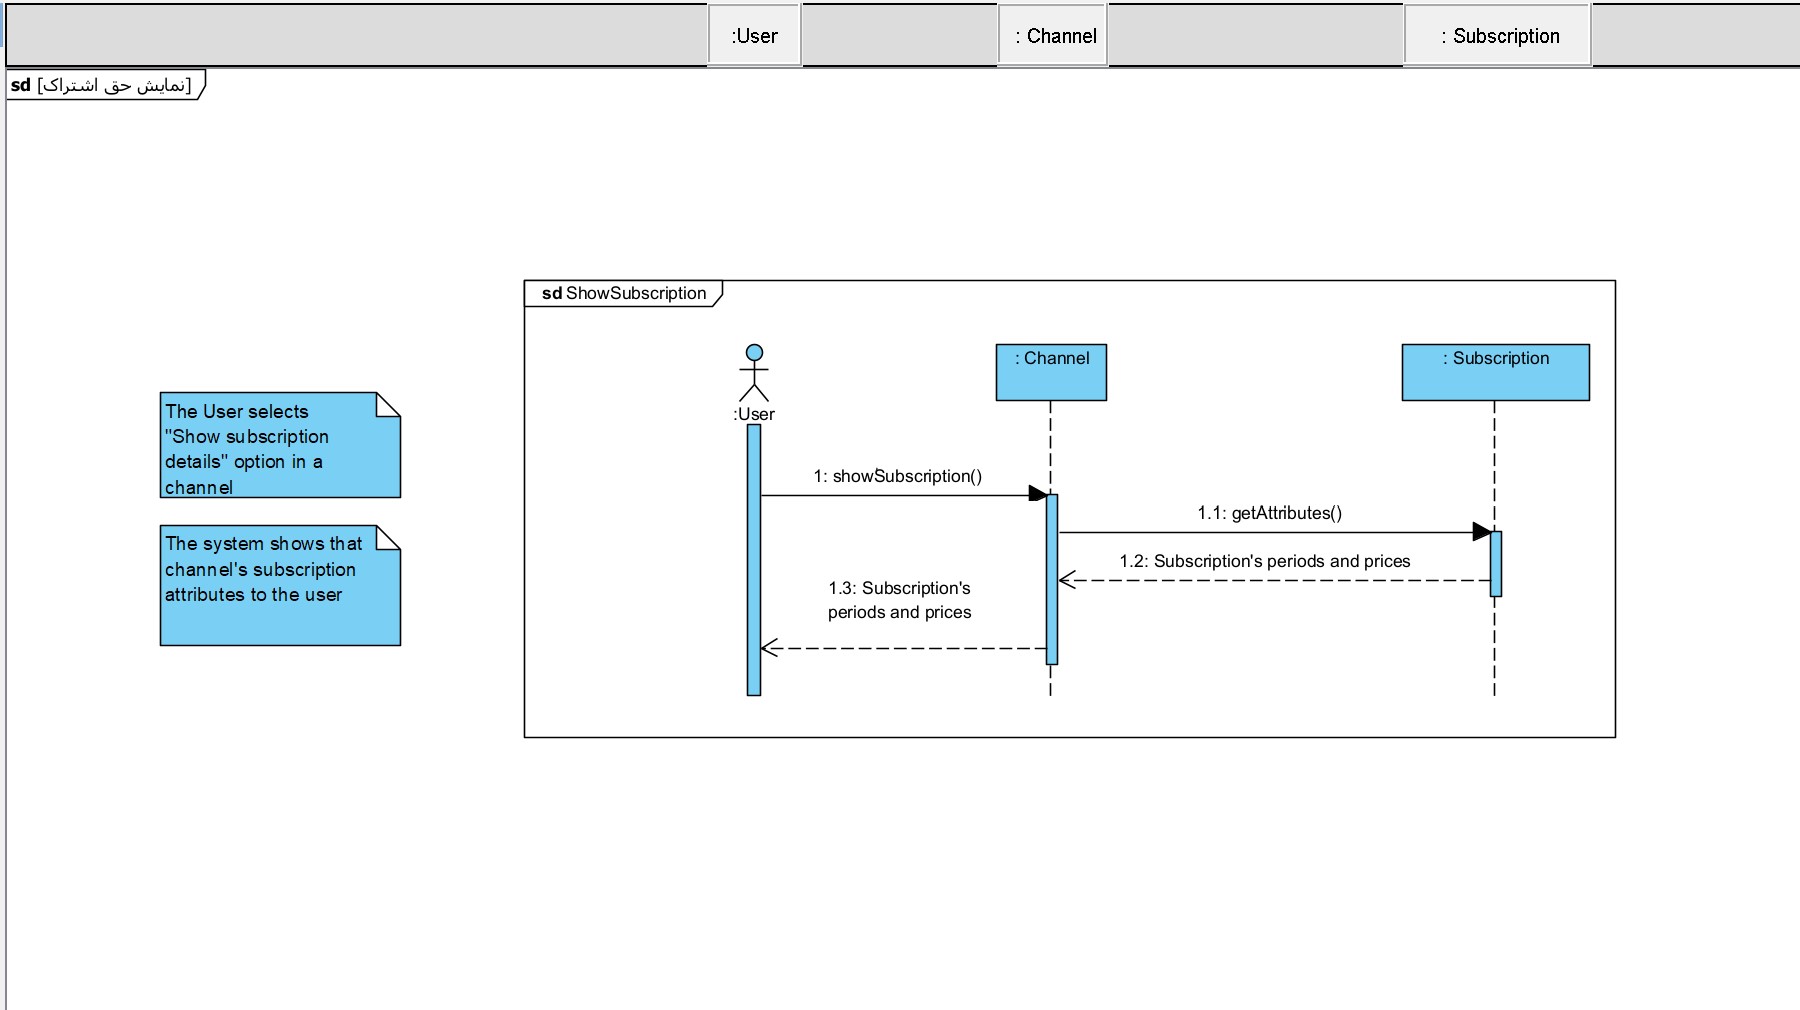 :User
: Channel
: Subscription
sd [نمایش حق اشتراک]
sd ShowSubscription
:User
: Channel
: Subscription
The User selects
"Show subscription
details" option in a
channel
The system shows that
channel's subscription
attributes to the user
1: showSubscription()
1.1: getAttributes()
1.2: Subscription's periods and prices
1.3: Subscription's
periods and prices